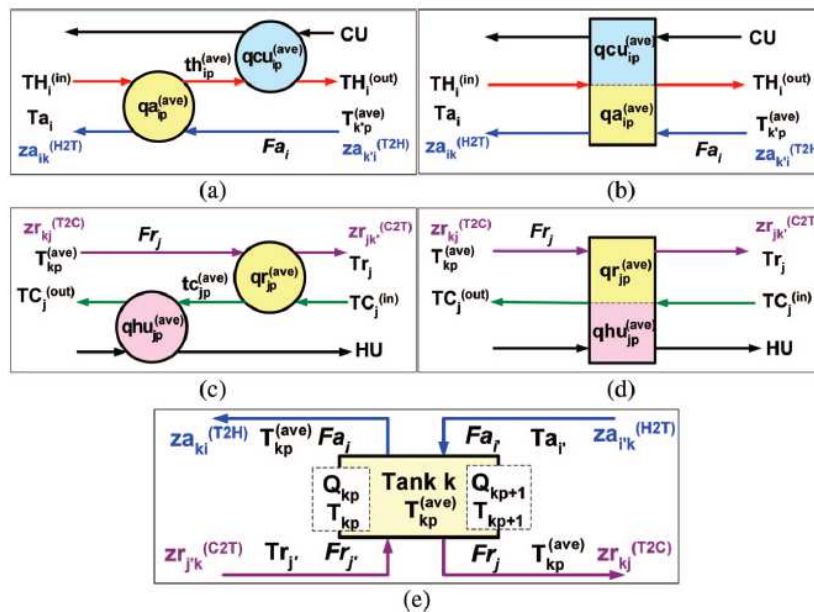 CU
qcu_ip^(ave)
th_ip^(ave)
TH_i^(in) TH_i^(out)
qa_ip^(ave)
Ta_i T_k'p^(ave)
za_ik^(H2T) Fa_i za_k'i^(T2H)
(a)
CU
qcu_ip^(ave)
TH_i^(in) TH_i^(out)
Ta_i qa_ip^(ave) T_k'p^(ave)
za_ik^(H2T) Fa_i za_k'i^(T2H)
(b)
zr_kj^(T2C) Fr_j zr_jk'^(C2T)
T_kp^(ave) qr_jp^(ave) Tr_j
tc_jp^(ave)
TC_j^(out) TC_j^(in)
qhu_jp^(ave)
HU
(c)
zr_kj^(T2C) Fr_j zr_jk'^(C2T)
T_kp^(ave) qr_jp^(ave) Tr_j
TC_j^(out) TC_j^(in)
qhu_jp^(ave)
HU
(d)
za_ki^(T2H) T_kp^(ave) Fa_i Fa_i' Ta_i' za_i'k^(H2T)
Q_kp Tank k Q_kp+1
T_kp T_kp^(ave) T_kp+1
zr_j'k^(C2T) Tr_j' Fr_j' Fr_j T_kp^(ave) zr_kj^(T2C)
(e)